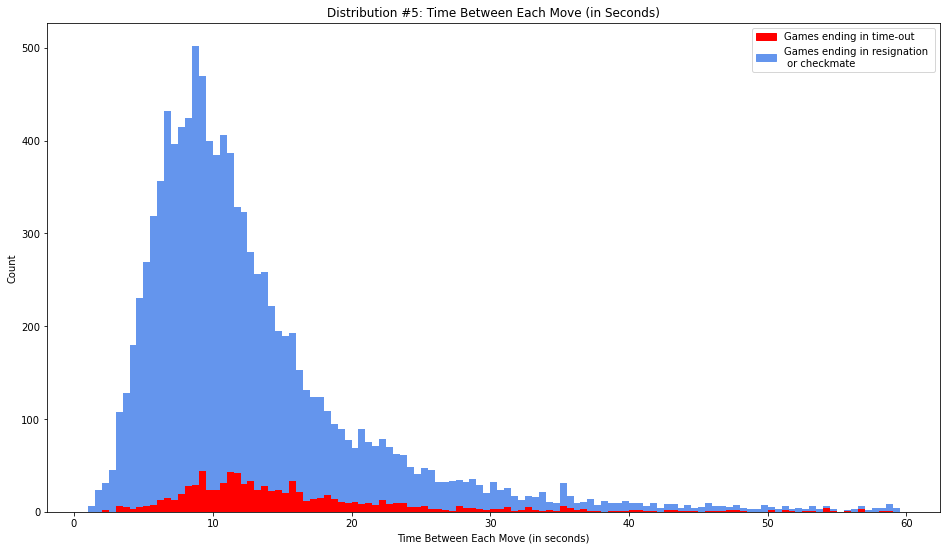 Distribution #5: Time Between Each Move (in Seconds)
Games ending in time-out
Games ending in resignation
or checkmate
500
400
300
200
100
0
Count
0 10 20 30 40 50 60
Time Between Each Move (in seconds)